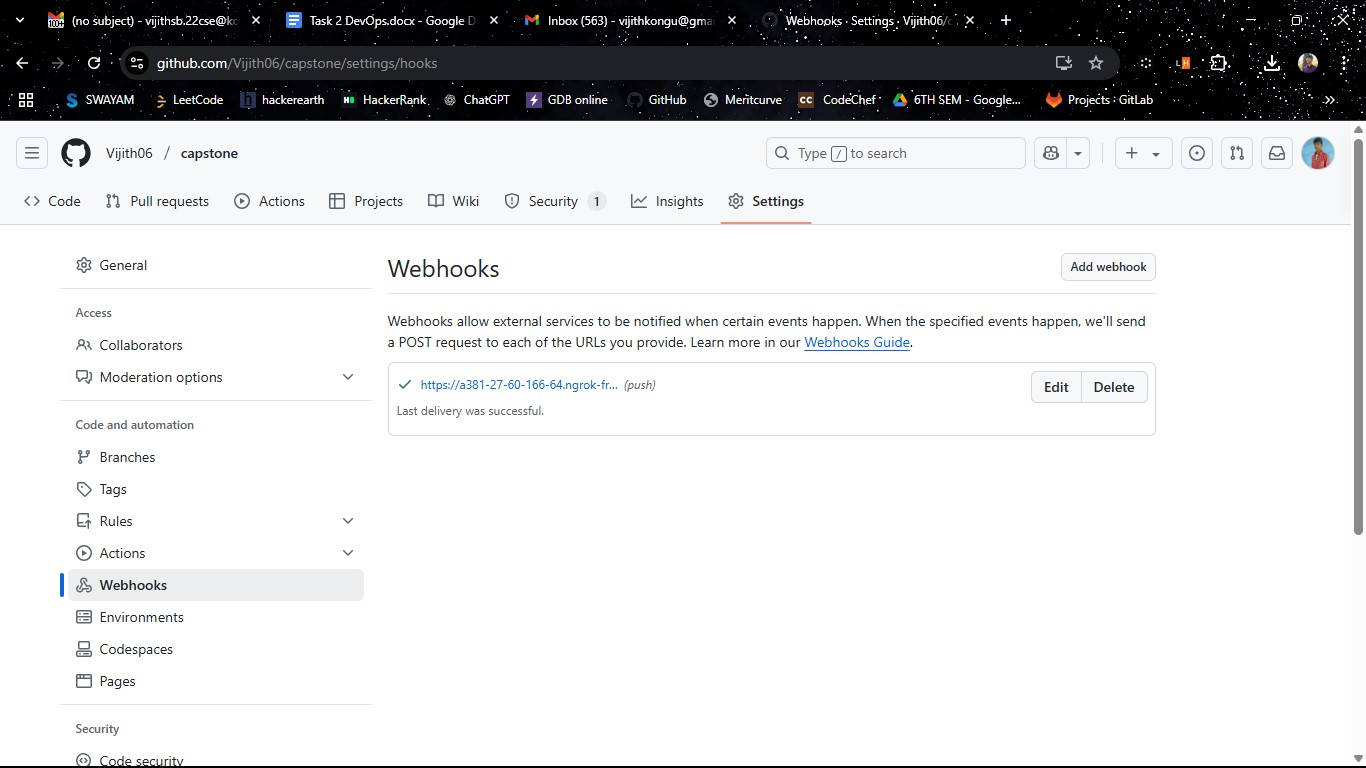 (no subject) - vijithsb.22cse@ko
Task 2 DevOps.docx - Google D
Inbox (563) - vijithkongu@gmai
Webhooks · Settings · Vijith06/c
github.com/Vijith06/capstone/settings/hooks
SWAYAM
LeetCode
hackerearth
HackerRank
ChatGPT
GDB online
GitHub
Meritcurve
CodeChef
6TH SEM - Google...
Projects · GitLab
Vijith06 / capstone
Type / to search
Code
Pull requests
Actions
Projects
Wiki
Security 1
Insights
Settings
General
Access
Collaborators
Moderation options
Code and automation
Branches
Tags
Rules
Actions
Webhooks
Environments
Codespaces
Pages
Security
Code security
Webhooks
Add webhook
Webhooks allow external services to be notified when certain events happen. When the specified events happen, we'll send
a POST request to each of the URLs you provide. Learn more in our Webhooks Guide.
https://a381-27-60-166-64.ngrok-fr... (push)
Edit
Delete
Last delivery was successful.